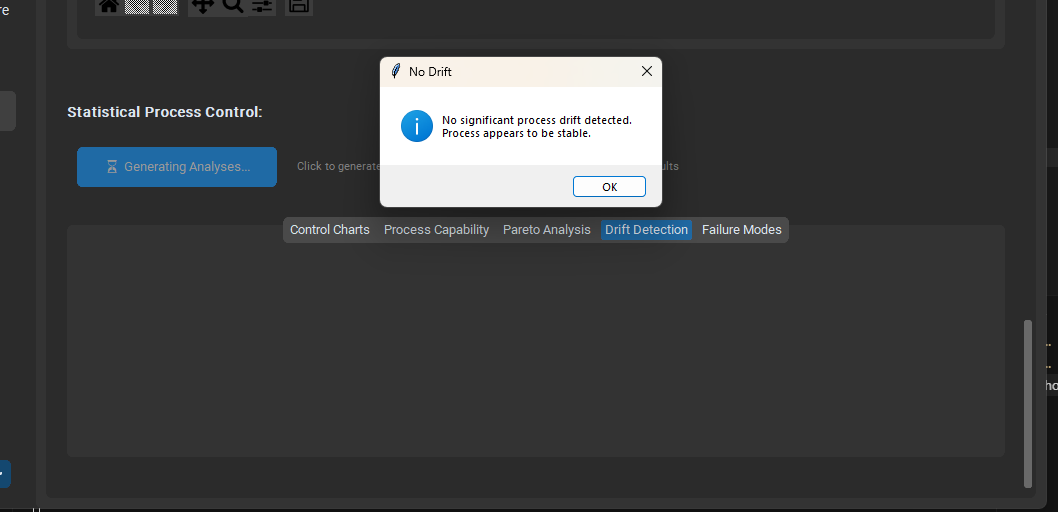 re
No Drift
No significant process drift detected.
Process appears to be stable.
OK
Statistical Process Control:
Generating Analyses...
Click to generate
ults
Control Charts
Process Capability
Pareto Analysis
Drift Detection
Failure Modes
..
..
ho